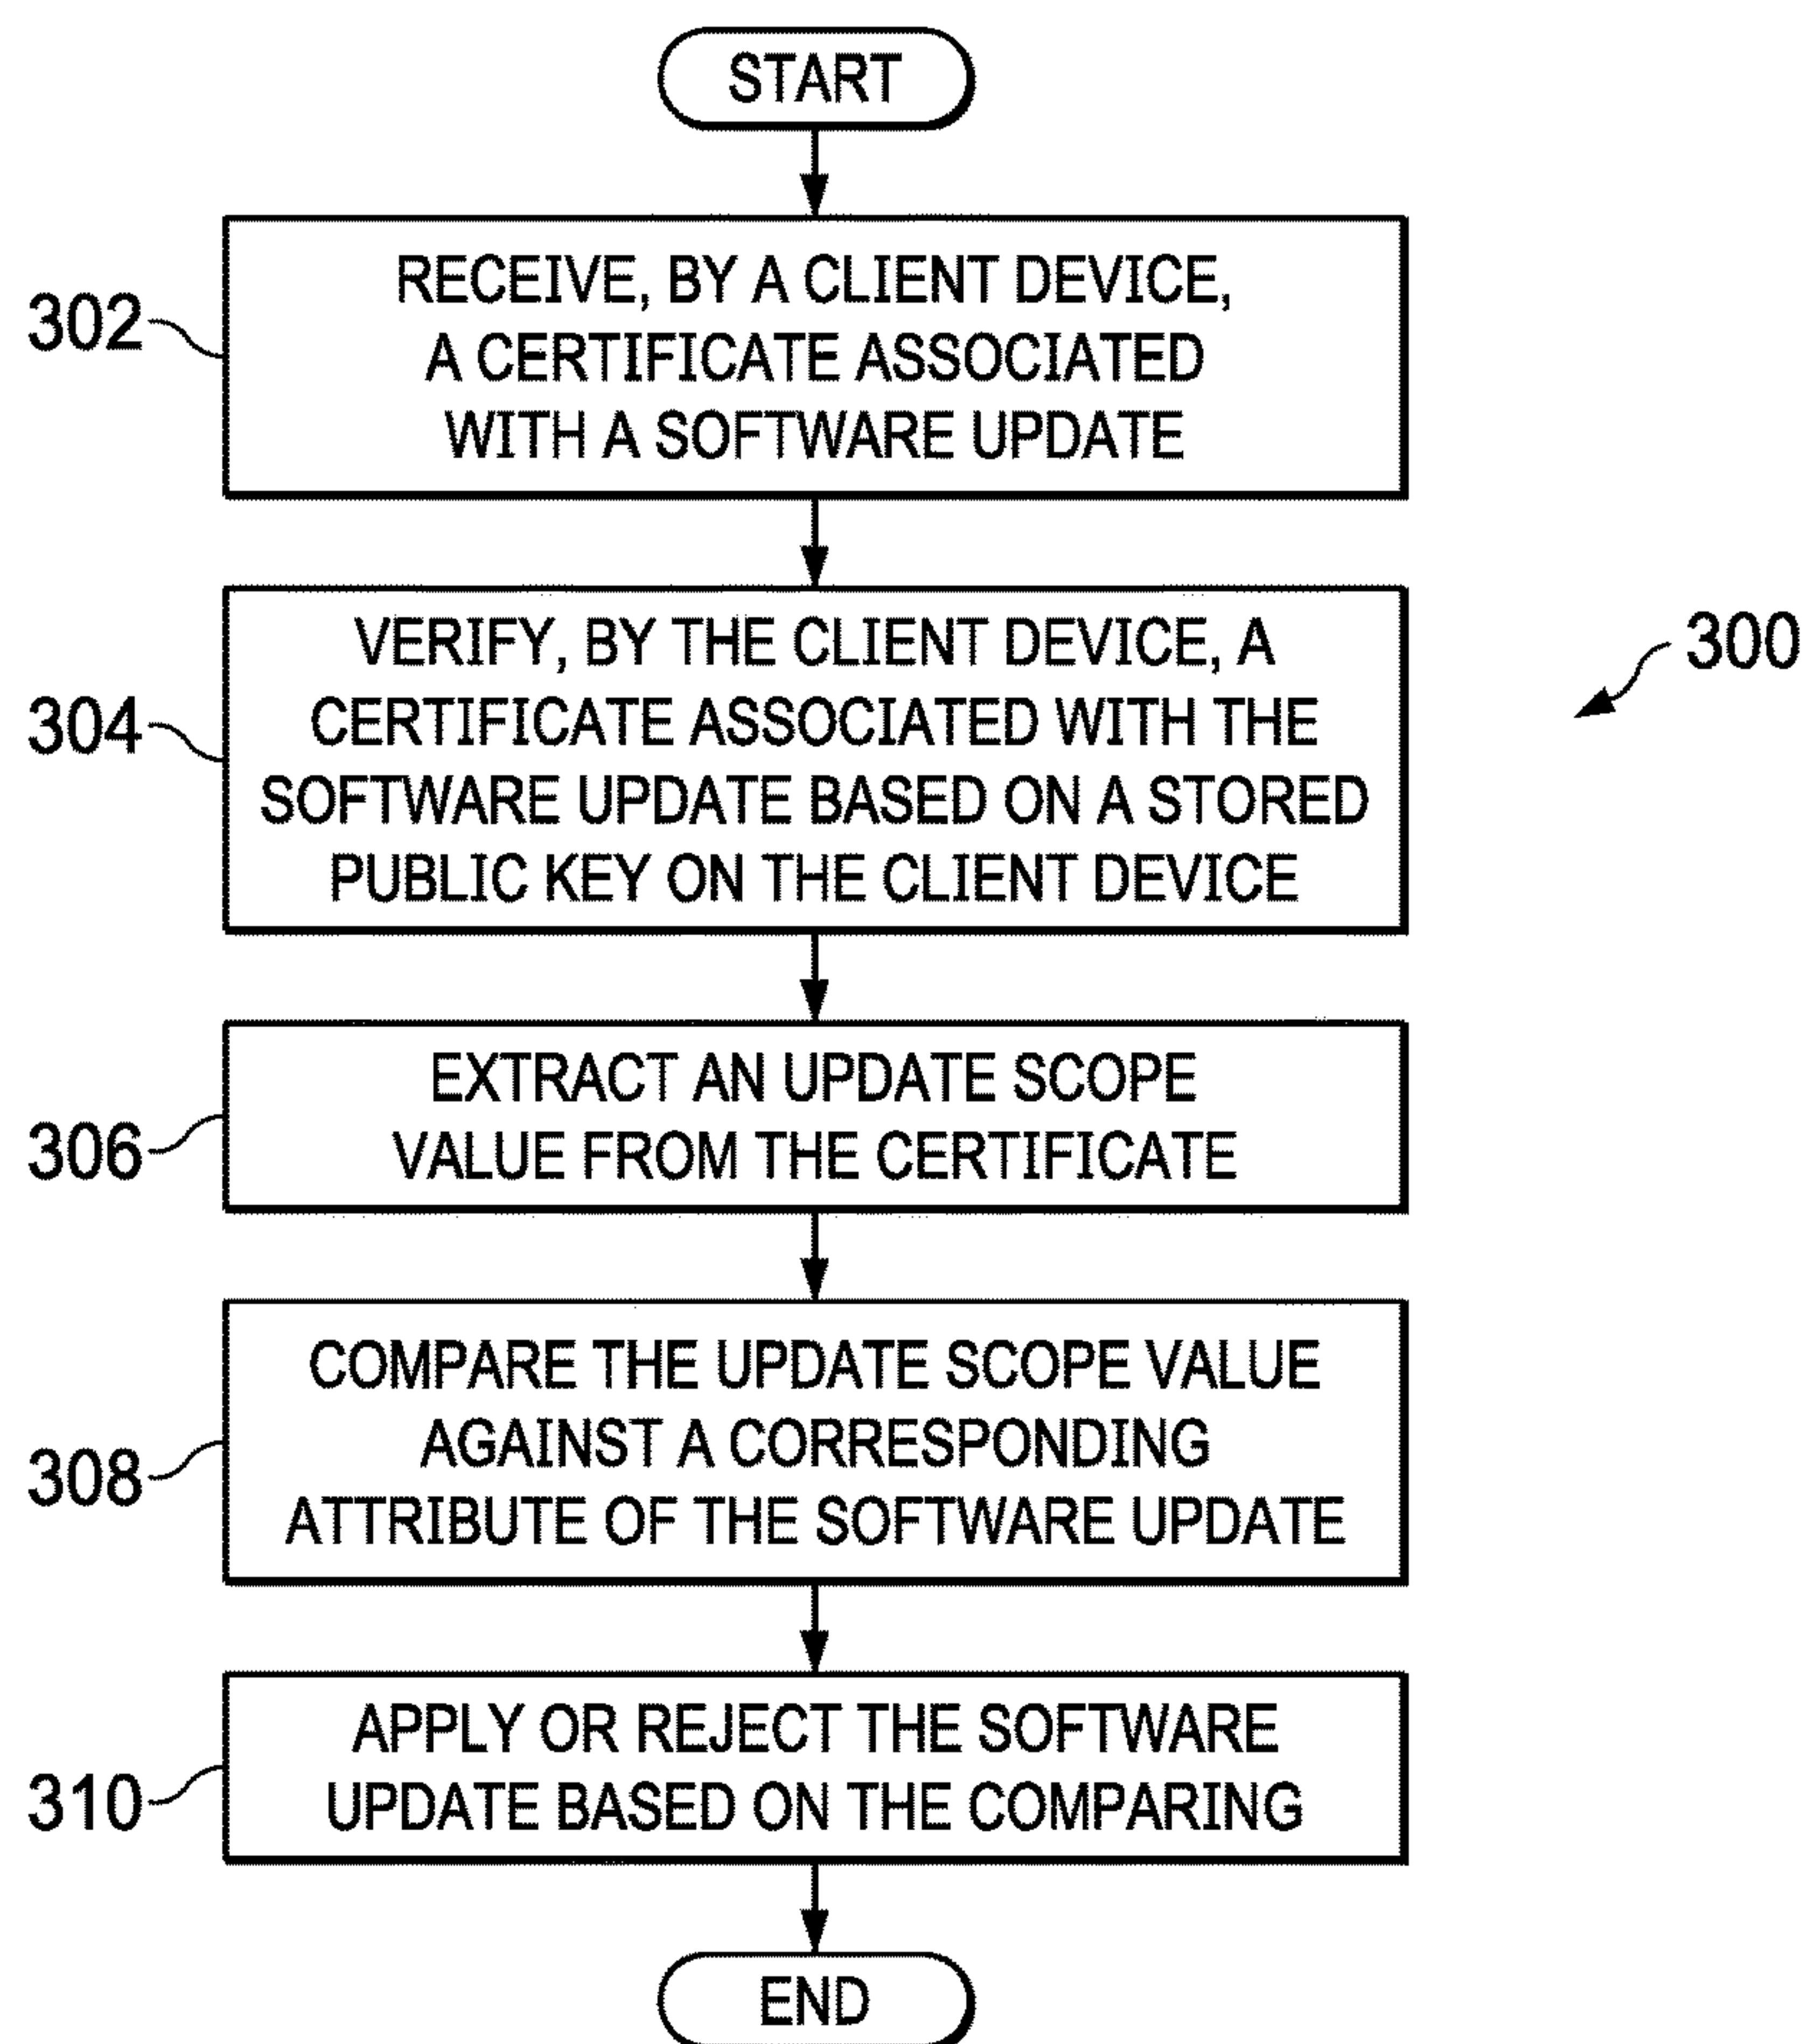 START
RECEIVE, BY A CLIENT DEVICE,
A CERTIFICATE ASSOCIATED
WITH A SOFTWARE UPDATE
302
VERIFY, BY THE CLIENT DEVICE, A
CERTIFICATE ASSOCIATED WITH THE
SOFTWARE UPDATE BASED ON A STORED
PUBLIC KEY ON THE CLIENT DEVICE
304
300
EXTRACT AN UPDATE SCOPE
VALUE FROM THE CERTIFICATE
306
COMPARE THE UPDATE SCOPE VALUE
AGAINST A CORRESPONDING
ATTRIBUTE OF THE SOFTWARE UPDATE
308
APPLY OR REJECT THE SOFTWARE
UPDATE BASED ON THE COMPARING
310
END